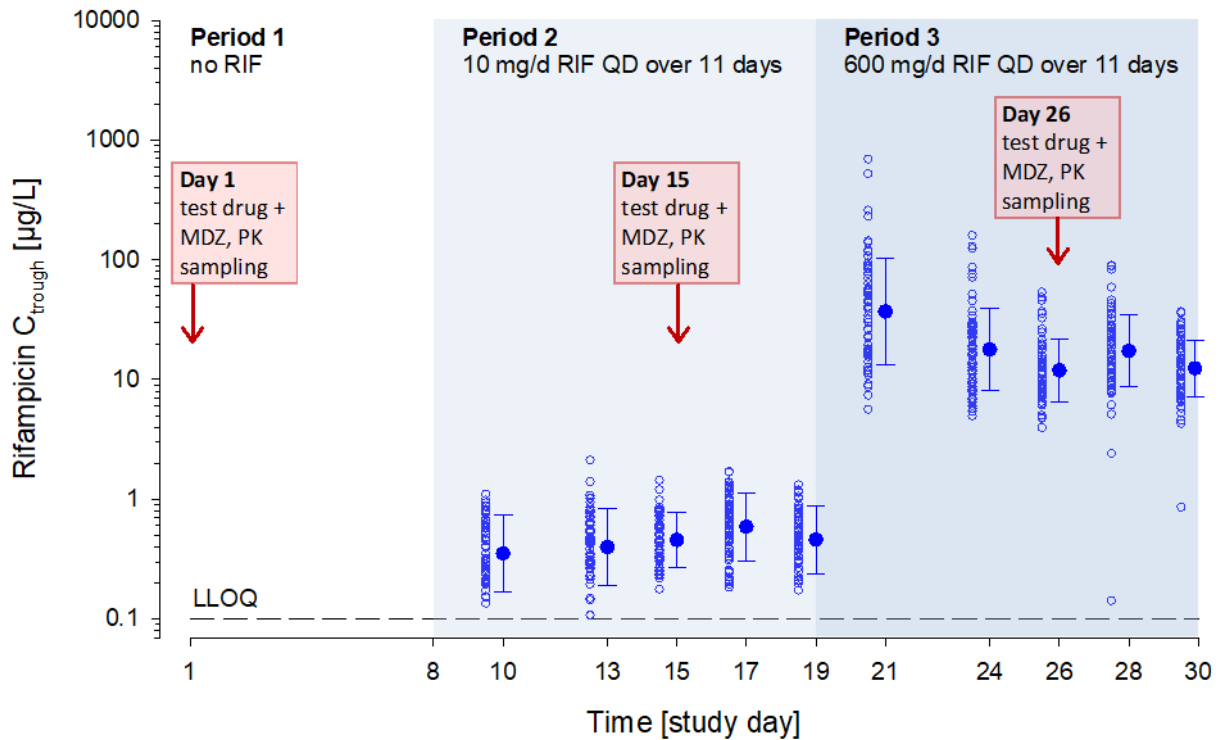 10000
1000
100
10
1
0.1
Rifampicin Ctrough [µg/L]
Period 1
no RIF
Period 2
10 mg/d RIF QD over 11 days
Period 3
600 mg/d RIF QD over 11 days
Day 1
test drug +
MDZ, PK
sampling
Day 15
test drug +
MDZ, PK
sampling
Day 26
test drug +
MDZ, PK
sampling
LLOQ
1 8 10 13 15 17 19 21 24 26 28 30
Time [study day]